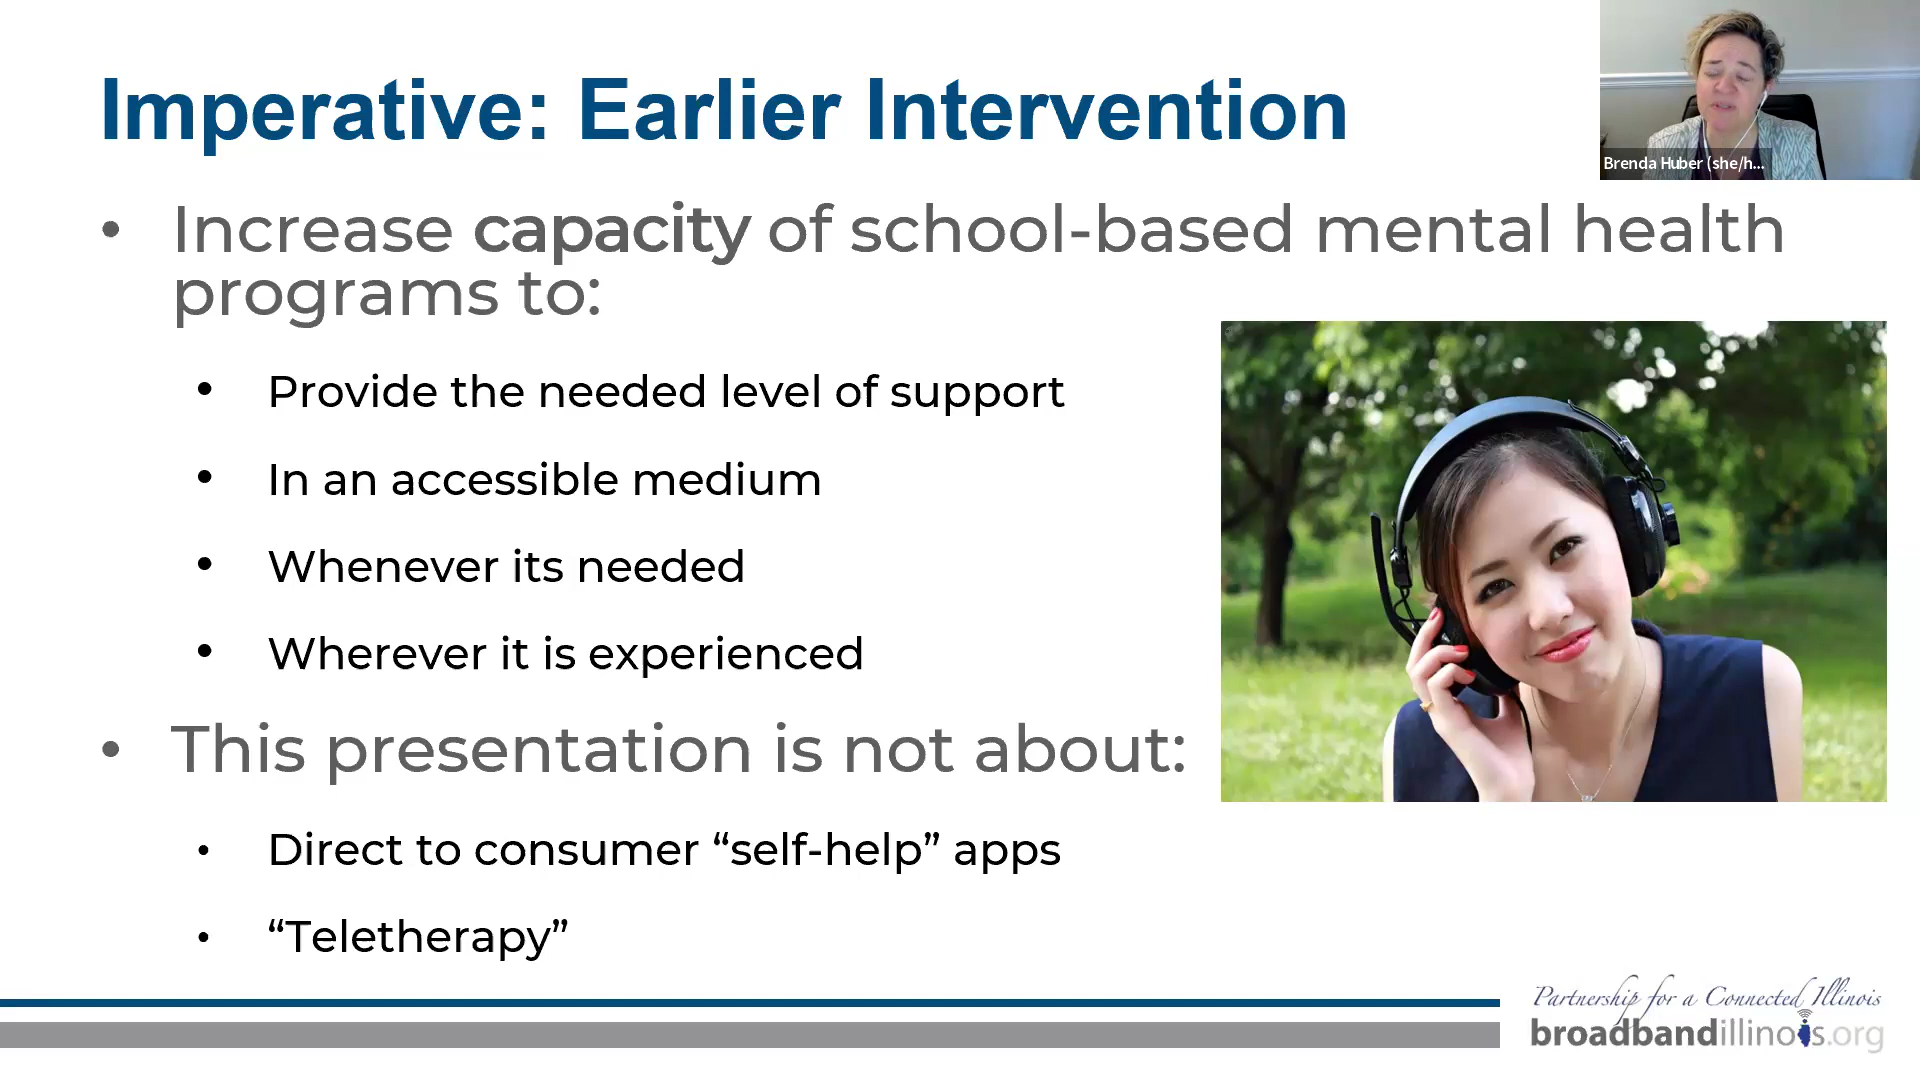 Imperative: Earlier Intervention
Brenda Huber (she/h...
• Increase capacity of school-based mental health
programs to:
• Provide the needed level of support
• In an accessible medium
• Whenever its needed
• Wherever it is experienced
• This presentation is not about:
• Direct to consumer “self-help” apps
• “Teletherapy”
Partnership for a Connected Illinois
broadbandillinois.org